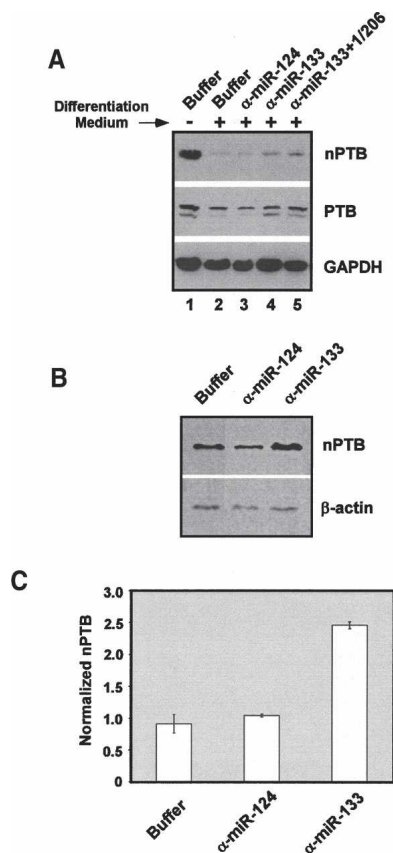 A
Buffer
Buffer
α-miR-124
α-miR-133
α-miR-133+1/206
Differentiation
Medium
- + + + +
nPTB
PTB
GAPDH
1 2 3 4 5
B
Buffer
α-miR-124
α-miR-133
nPTB
β-actin
C
Normalized nPTB
3.0
2.5
2.0
1.5
1.0
0.5
0
Buffer
α-miR-124
α-miR-133